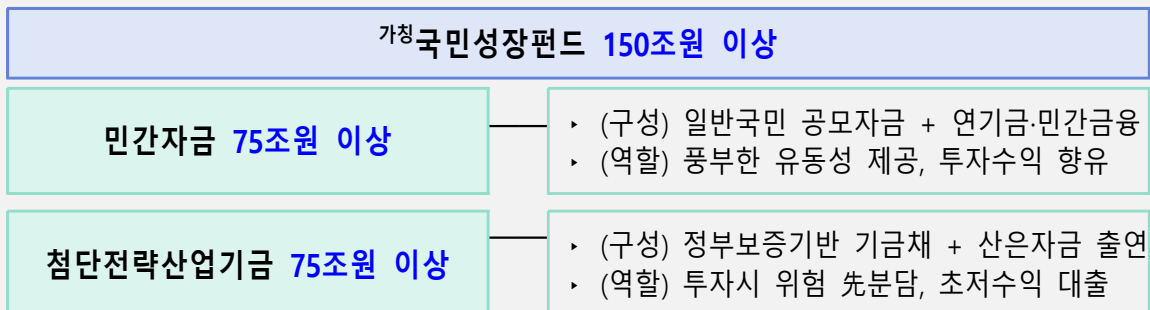 가칭국민성장펀드 150조원 이상
민간자금 75조원 이상
‣ (구성) 일반국민 공모자금 + 연기금·민간금융
‣ (역할) 풍부한 유동성 제공, 투자수익 향유
첨단전략산업기금 75조원 이상
‣ (구성) 정부보증기반 기금채 + 산은자금 출연
‣ (역할) 투자시 위험 先분담, 초저수익 대출